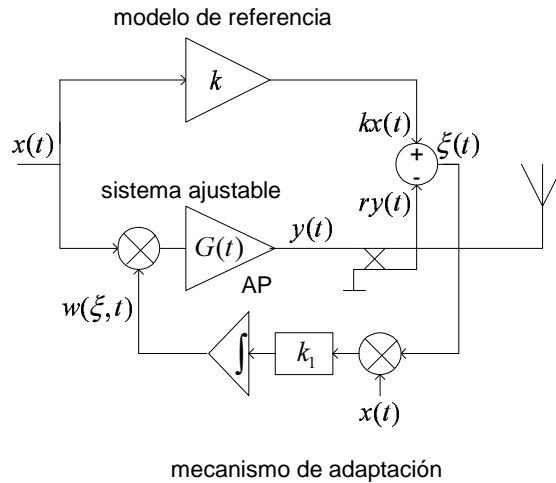 modelo de referencia
k
x(t)
kx(t)
+
ξ(t)
-
sistema ajustable
ry(t)
G(t)
y(t)
AP
w(ξ,t)
∫
k₁
x(t)
mecanismo de adaptación